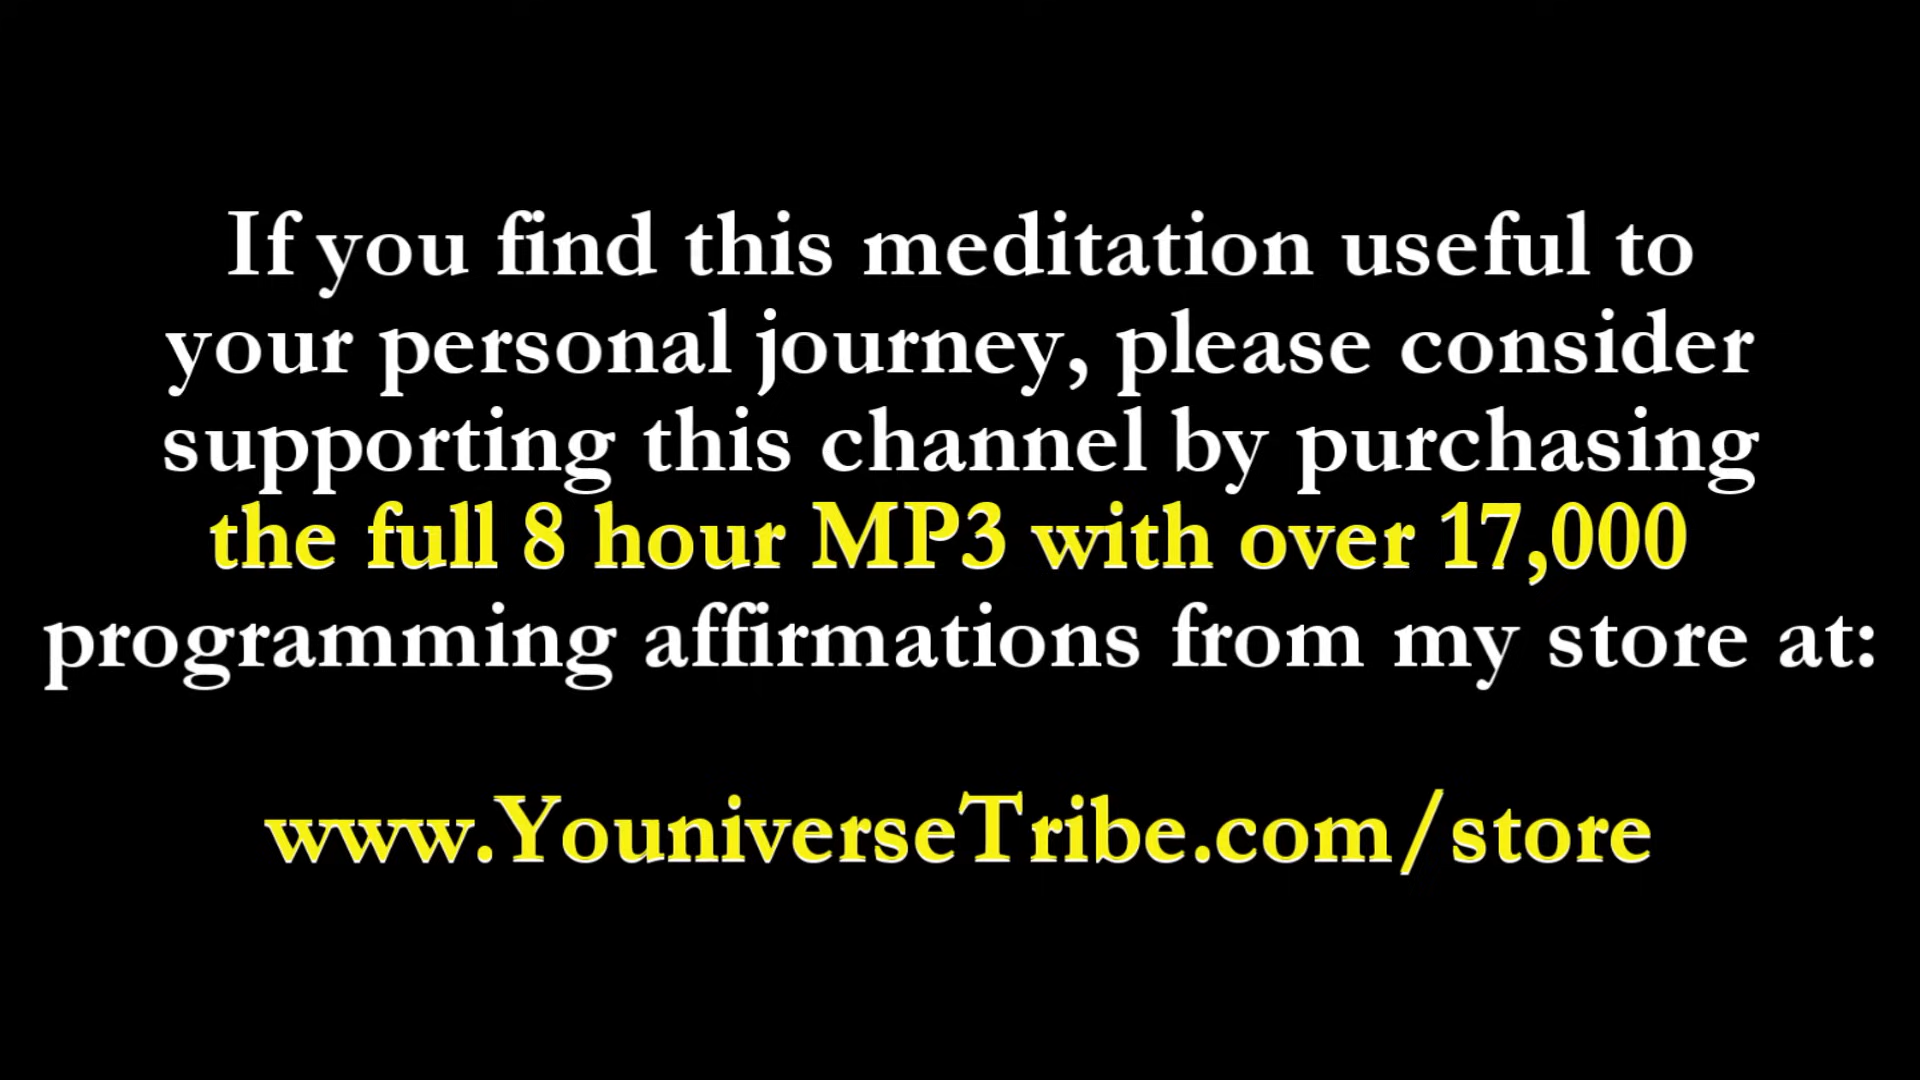 If you find this meditation useful to
your personal journey, please consider
supporting this channel by purchasing
the full 8 hour MP3 with over 17,000
programming affirmations from my store at:
www.YouniverseTribe.com/store